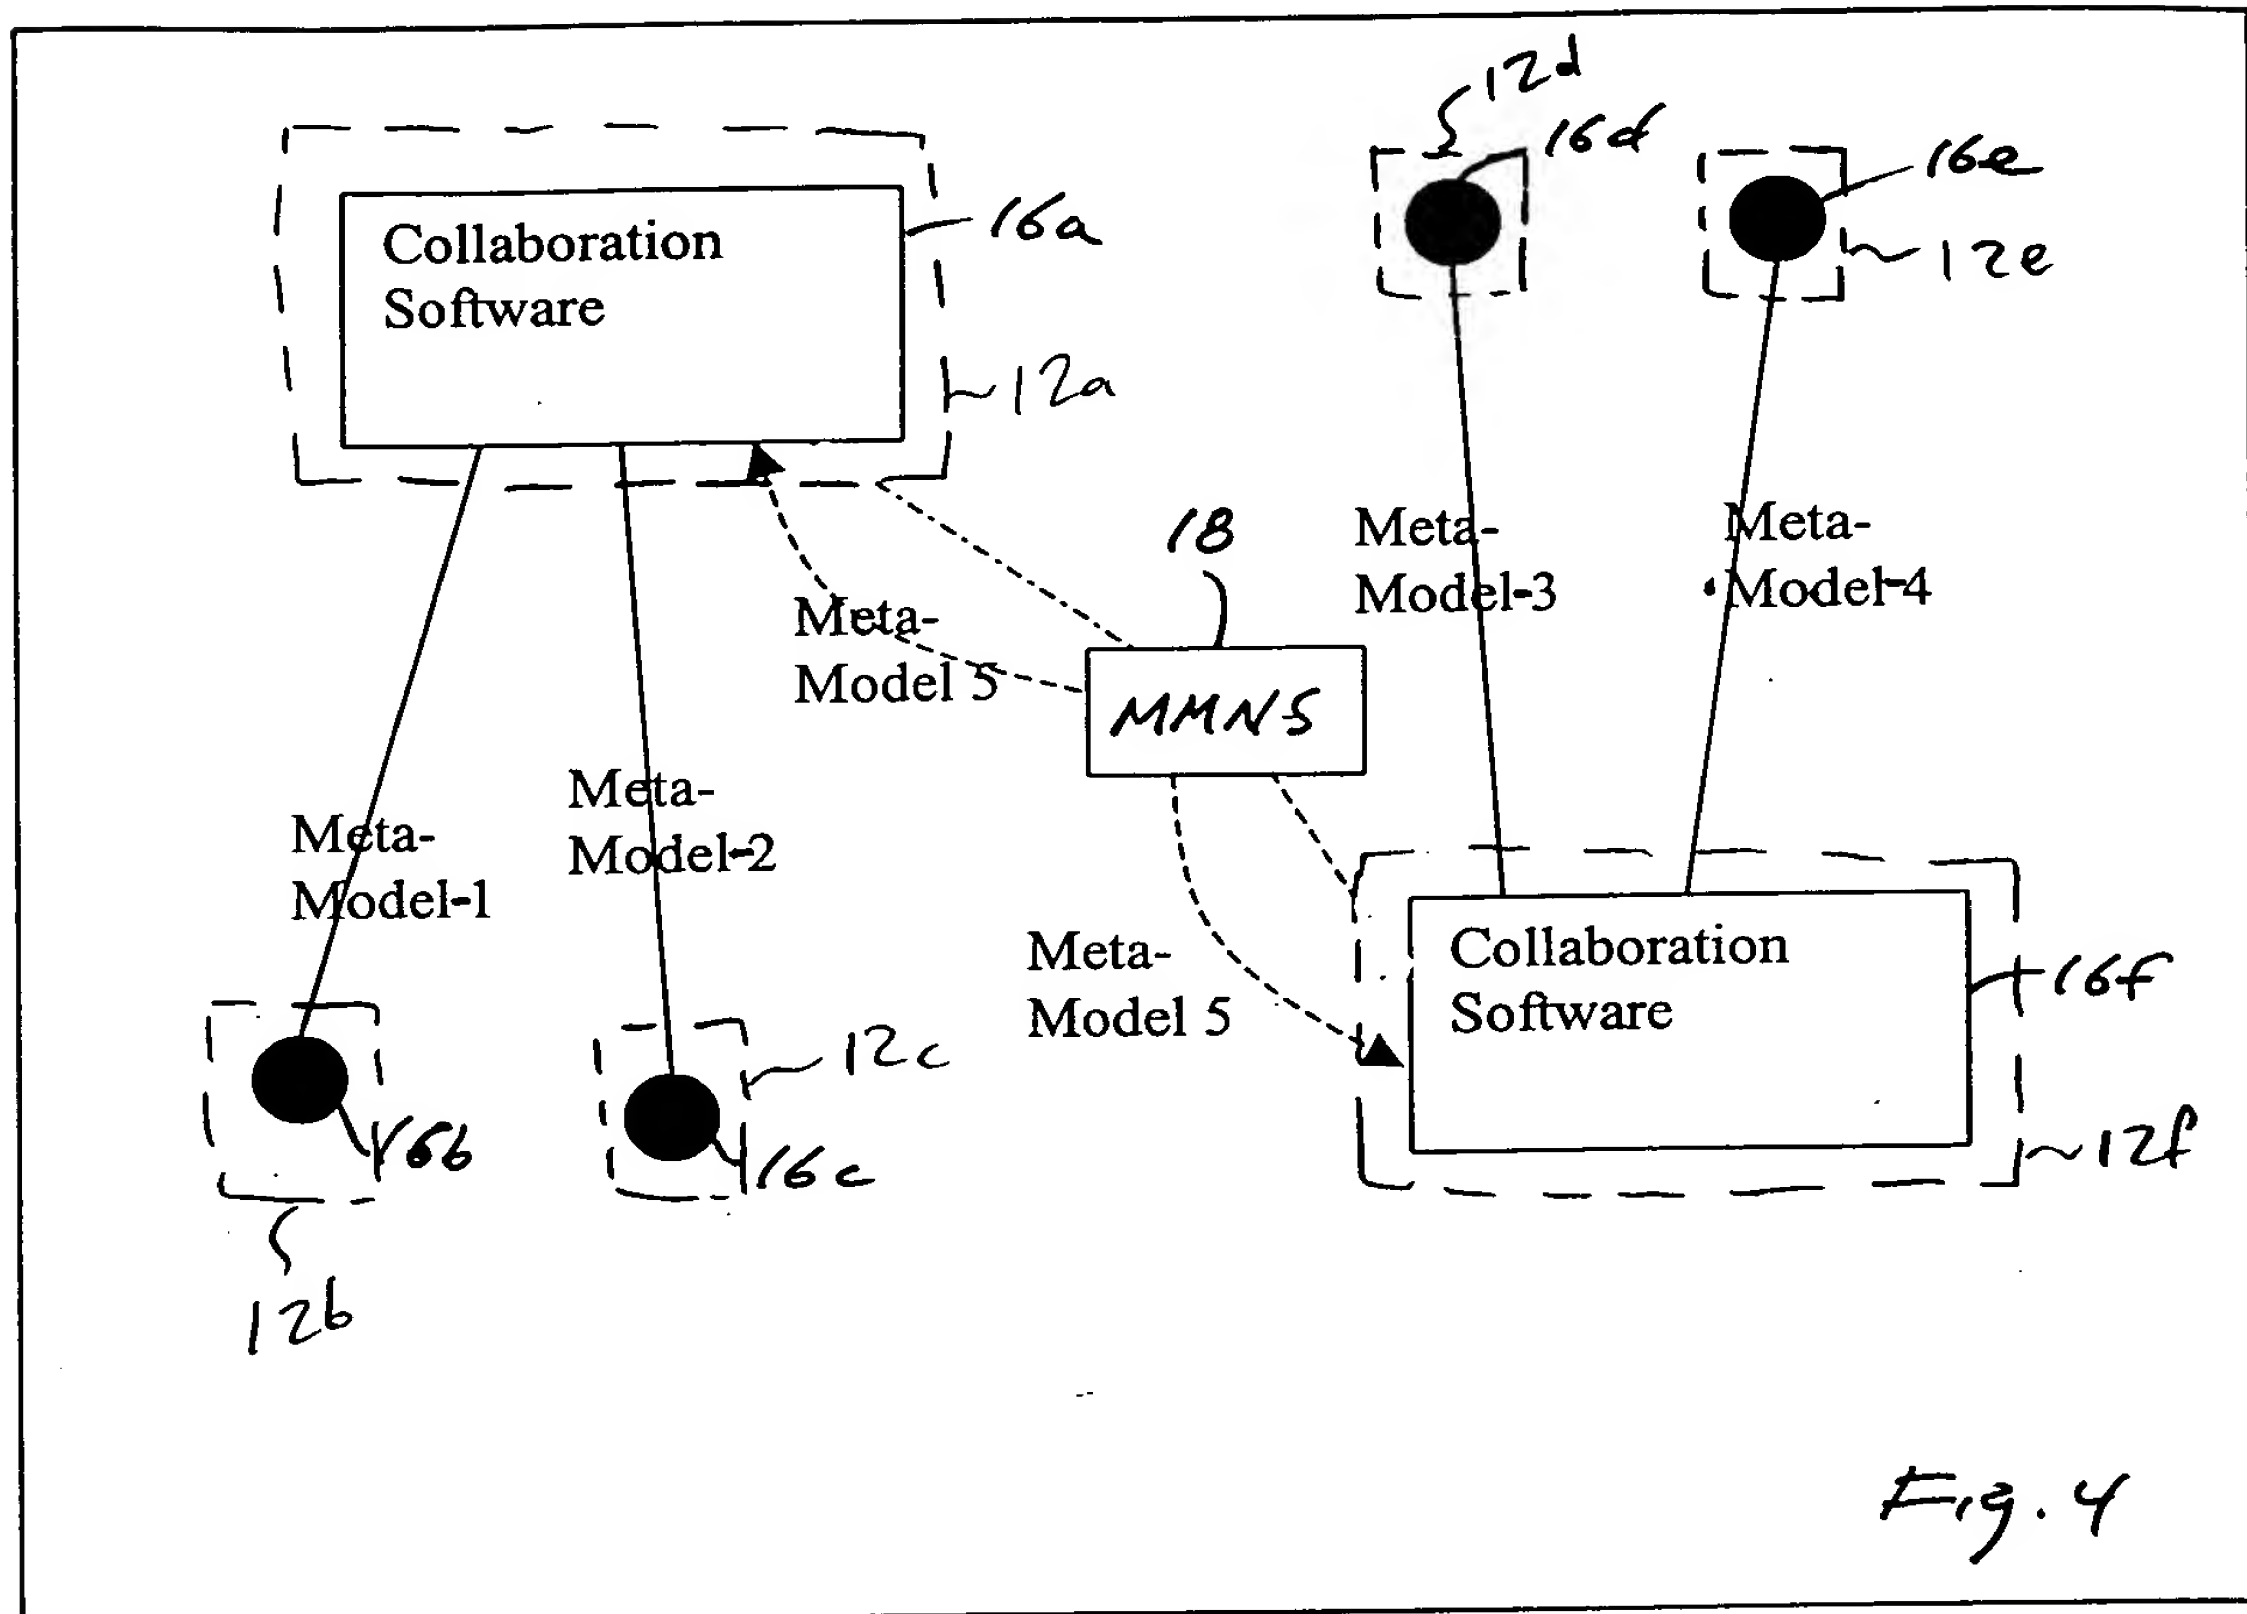 12d
16d
16e
Collaboration
Software
16a
12e
12a
18
Meta-
Model-3
Meta-
Model-4
Meta-
Model 5
MMNS
Meta-
Model-2
Meta-
Model-1
Meta-
Model 5
Collaboration
Software
16f
12c
16b
16c
12f
12b
Fig. 4